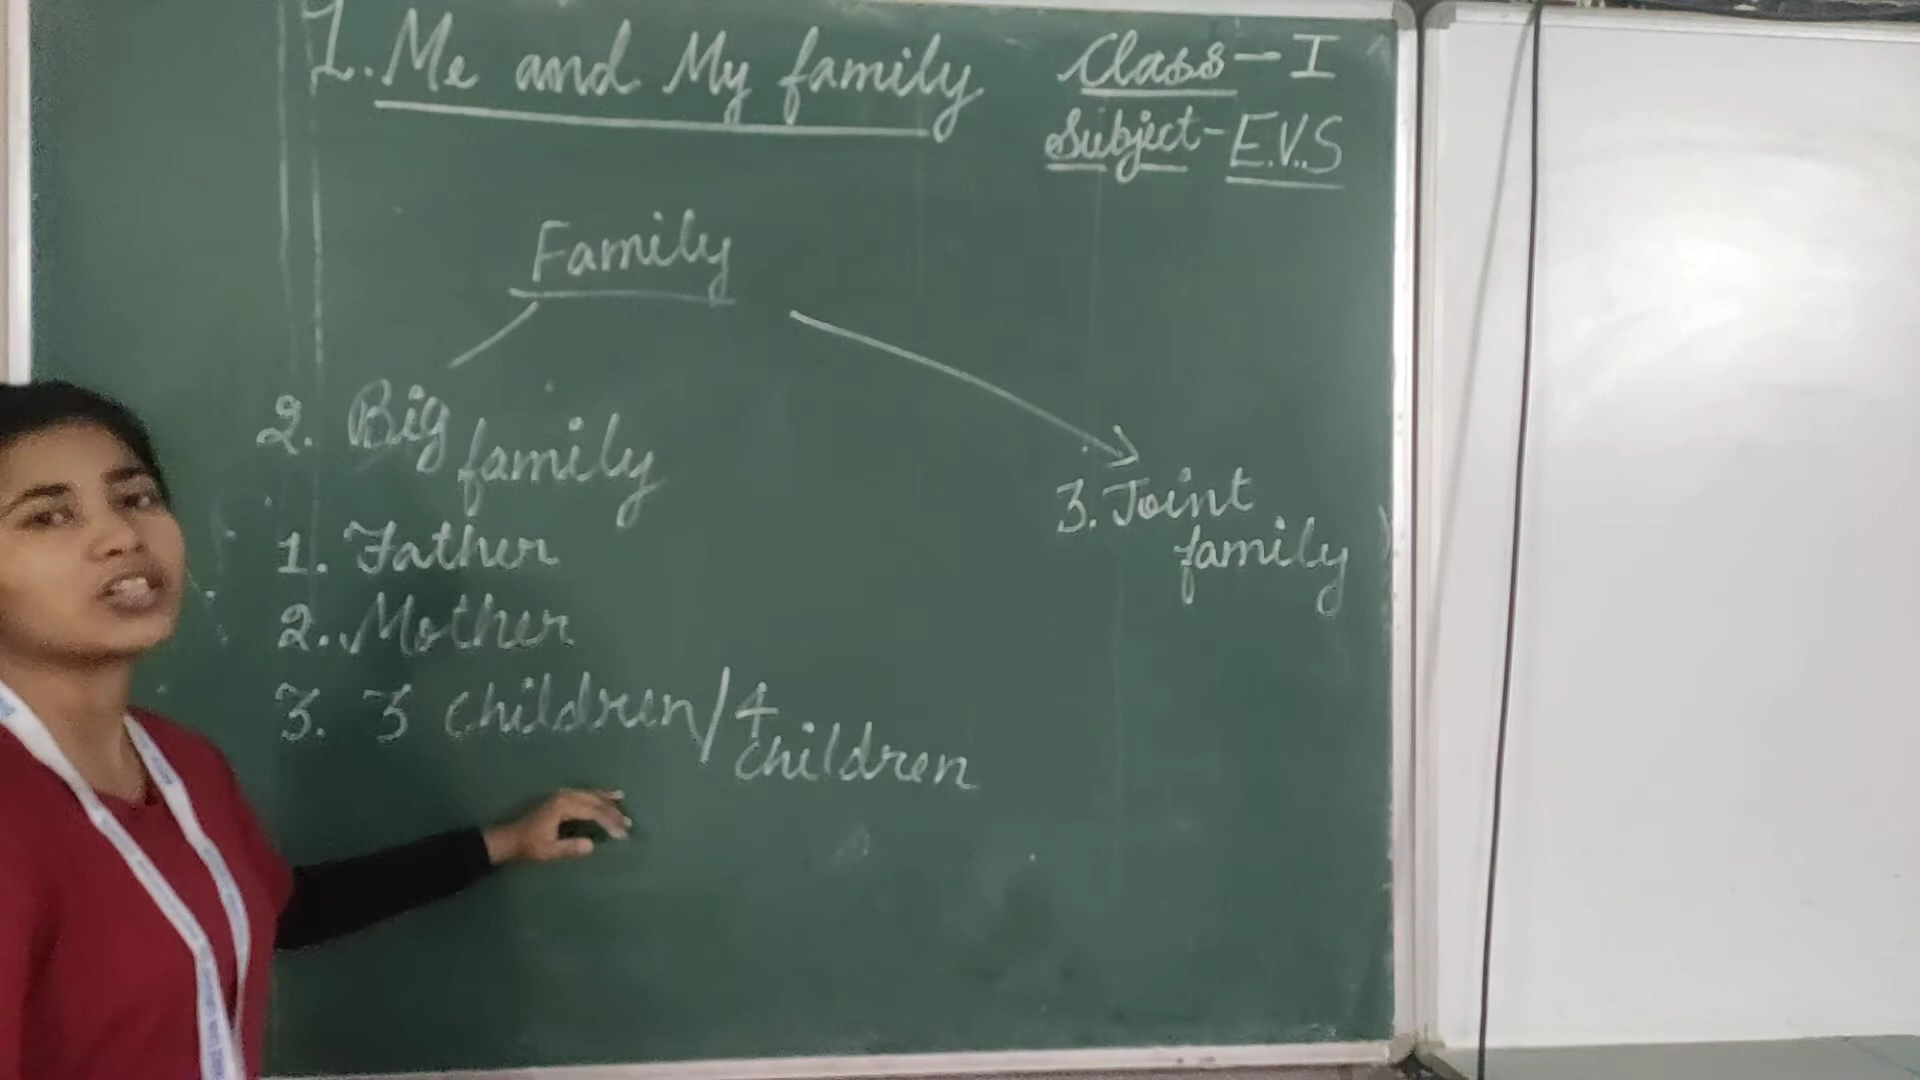 1. Me and My family
Class - I
Subject - E.V.S
Family
2. Big family
3. Joint family
1. Father
2. Mother
3. 3 children/4 children